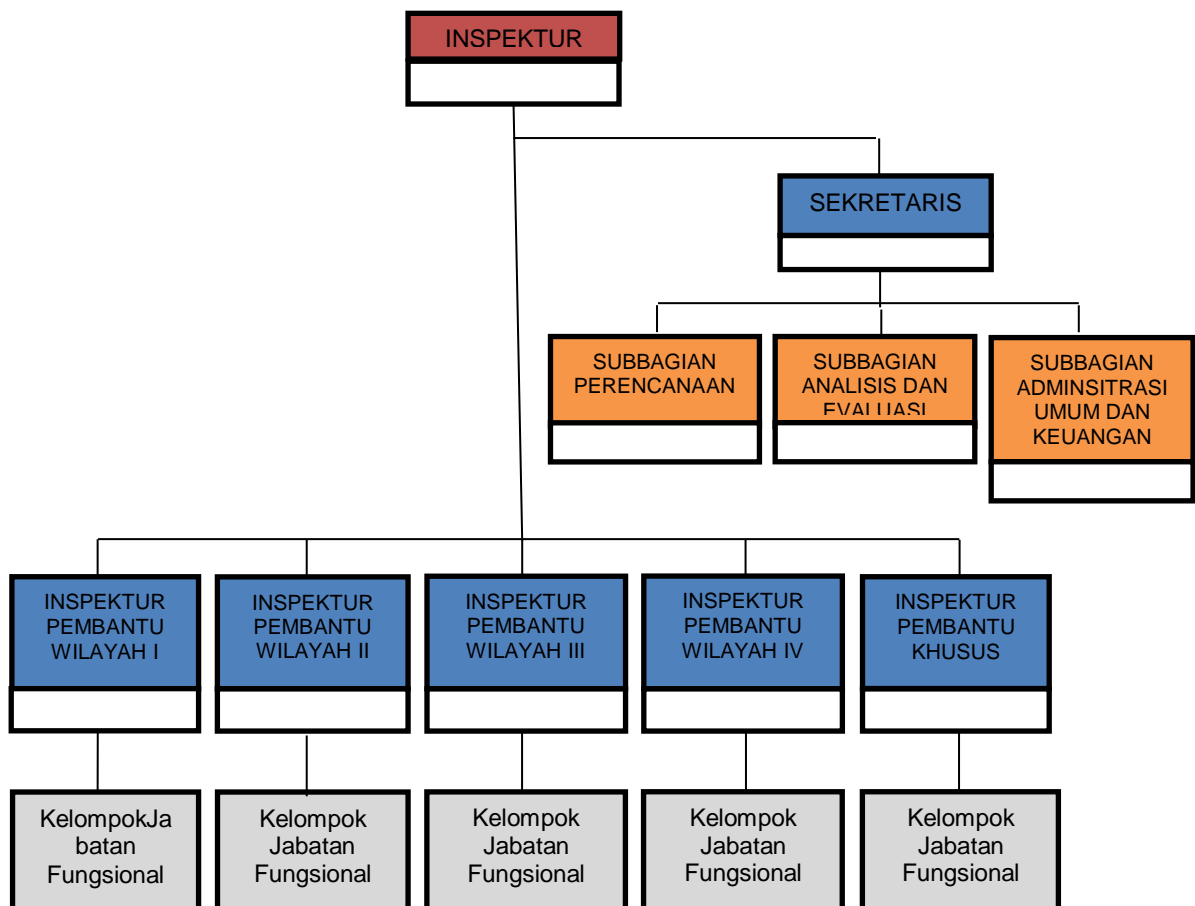 INSPEKTUR
SEKRETARIS
SUBBAGIAN
PERENCANAAN
SUBBAGIAN
ANALISIS DAN
EVALUASI
SUBBAGIAN
ADMINSITRASI
UMUM DAN
KEUANGAN
INSPEKTUR
PEMBANTU
WILAYAH I
INSPEKTUR
PEMBANTU
WILAYAH II
INSPEKTUR
PEMBANTU
WILAYAH III
INSPEKTUR
PEMBANTU
WILAYAH IV
INSPEKTUR
PEMBANTU
KHUSUS
KelompokJa
batan
Fungsional
Kelompok
Jabatan
Fungsional
Kelompok
Jabatan
Fungsional
Kelompok
Jabatan
Fungsional
Kelompok
Jabatan
Fungsional